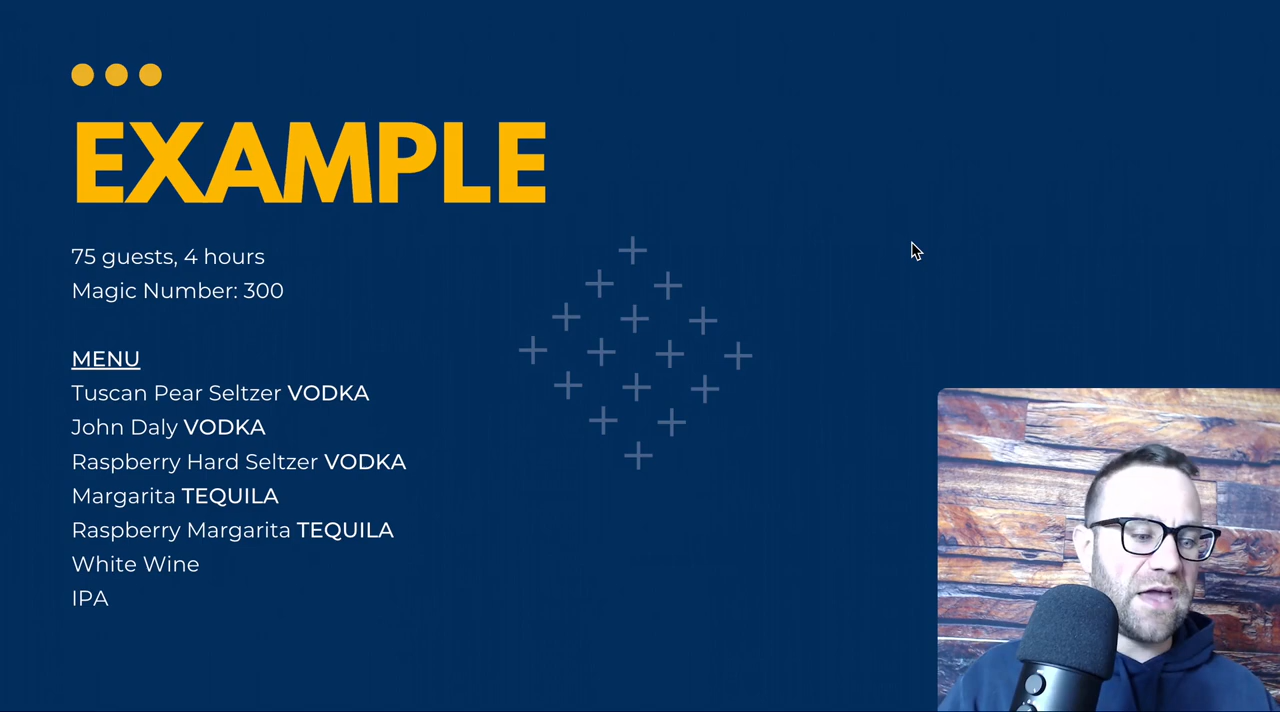 EXAMPLE
75 guests, 4 hours
Magic Number: 300
MENU
Tuscan Pear Seltzer VODKA
John Daly VODKA
Raspberry Hard Seltzer VODKA
Margarita TEQUILA
Raspberry Margarita TEQUILA
White Wine
IPA